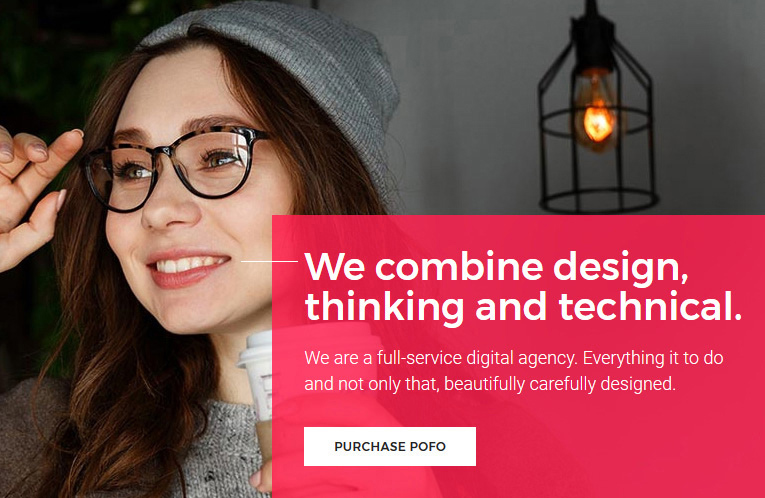 We combine design,
thinking and technical.
We are a full-service digital agency. Everything it to do
and not only that, beautifully carefully designed.
PURCHASE POFO